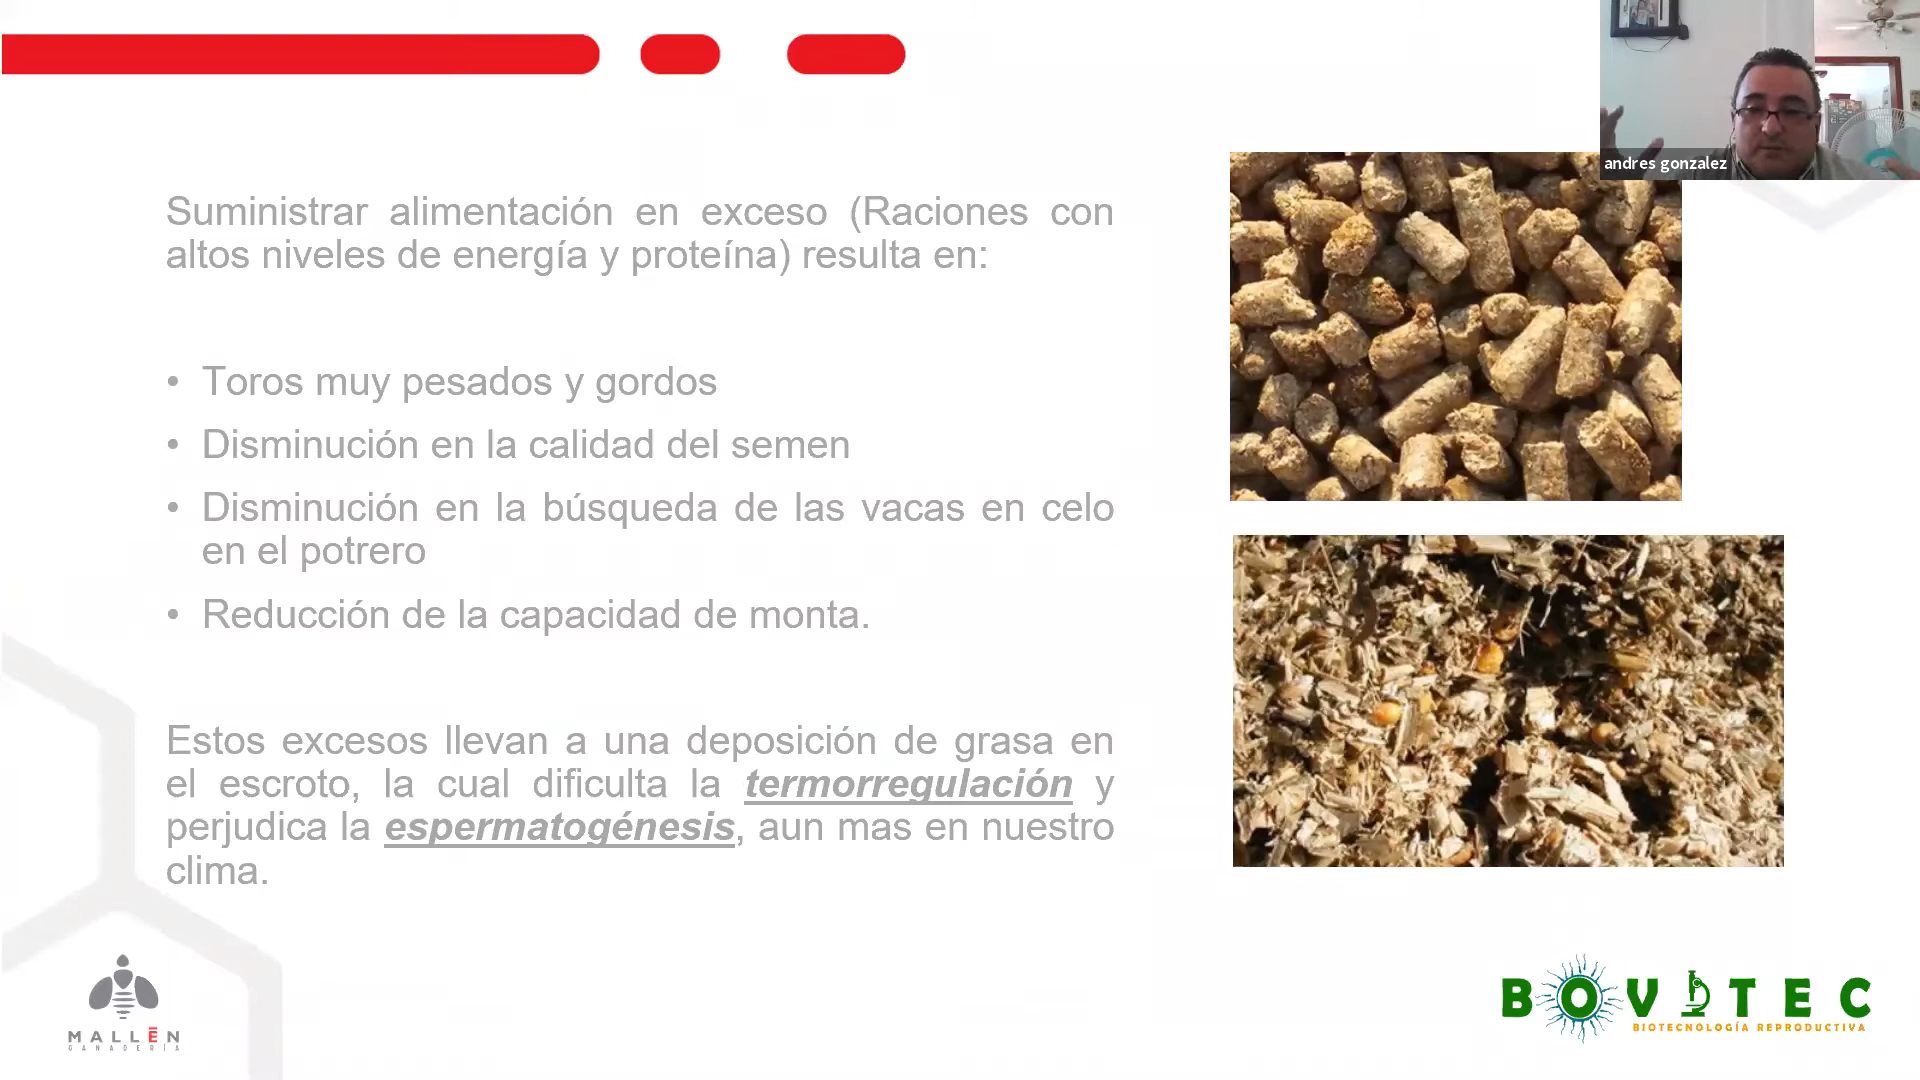 andres gonzalez
Suministrar alimentación en exceso (Raciones con
altos niveles de energía y proteína) resulta en:
• Toros muy pesados y gordos
• Disminución en la calidad del semen
• Disminución en la búsqueda de las vacas en celo
en el potrero
• Reducción de la capacidad de monta.
Estos excesos llevan a una deposición de grasa en
el escroto, la cual dificulta la termorregulación y
perjudica la espermatogénesis, aun mas en nuestro
clima.
MALLĒN
GANADERÍA
BOVITEC
BIOTECNOLOGÍA REPRODUCTIVA